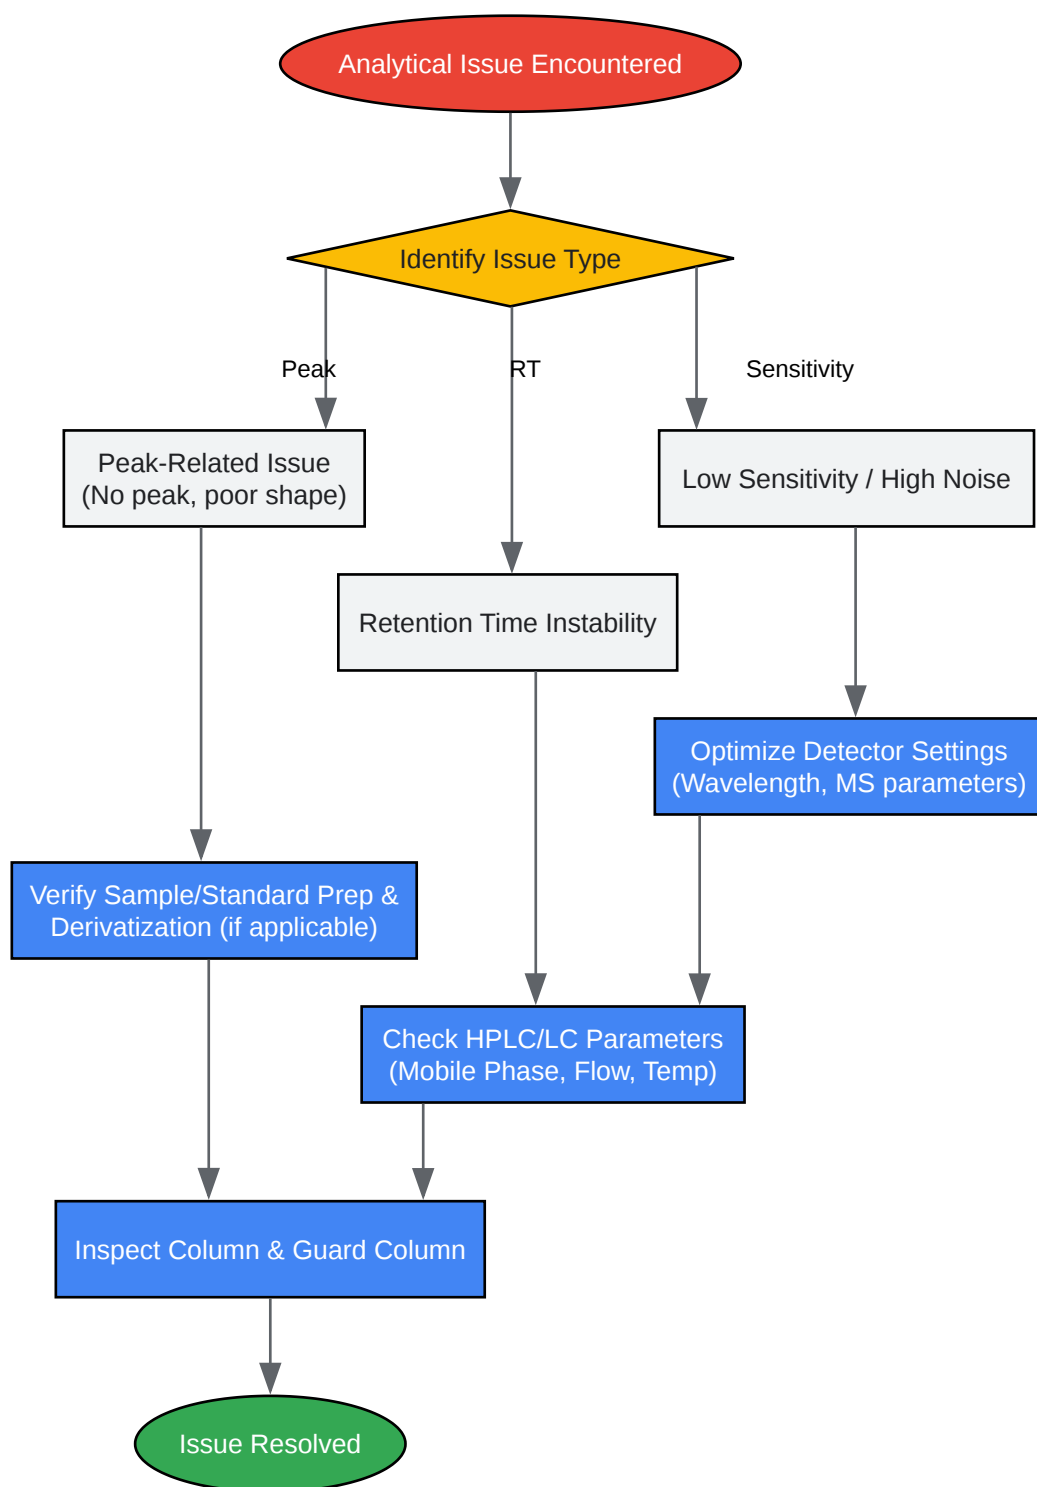 Analytical Issue Encountered
Identify Issue Type
Peak
RT
Sensitivity
Peak-Related Issue
(No peak, poor shape)
Low Sensitivity / High Noise
Retention Time Instability
Optimize Detector Settings
(Wavelength, MS parameters)
Verify Sample/Standard Prep &
Derivatization (if applicable)
Check HPLC/LC Parameters
(Mobile Phase, Flow, Temp)
Inspect Column & Guard Column
Issue Resolved